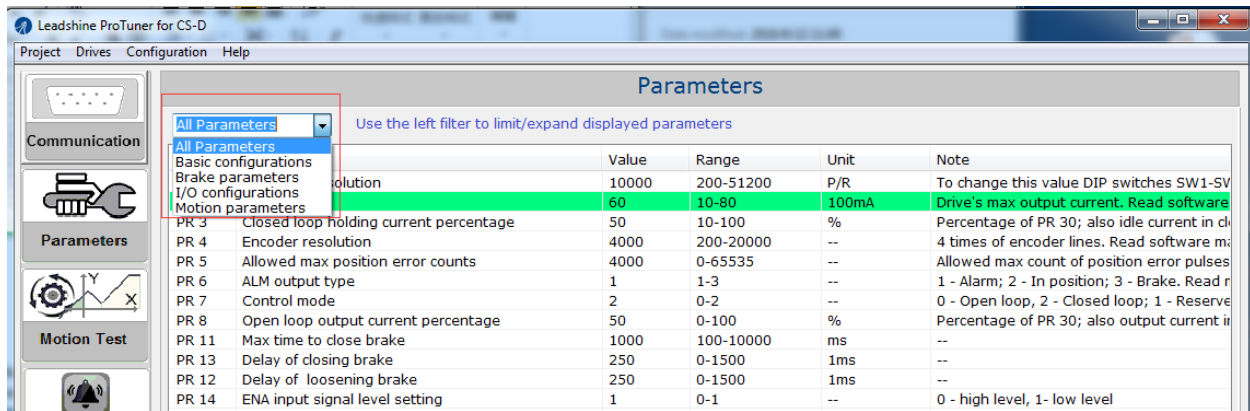 Leadshine ProTuner for CS-D
Project Drives Configuration Help
Parameters
Communication
All Parameters
Use the left filter to limit/expand displayed parameters
All Parameters
Basic configurations
Brake parameters
I/O configurations
Motion parameters
Value Range Unit Note
olution 10000 200-51200 P/R To change this value DIP switches SW1-SW
60 10-80 100mA Drive's max output current. Read software
PR 3 Closed loop holding current percentage 50 10-100 % Percentage of PR 30; also idle current in cl
PR 4 Encoder resolution 4000 200-20000 -- 4 times of encoder lines. Read software ma
PR 5 Allowed max position error counts 4000 0-65535 -- Allowed max count of position error pulses
PR 6 ALM output type 1 1-3 -- 1 - Alarm; 2 - In position; 3 - Brake. Read r
PR 7 Control mode 2 0-2 -- 0 - Open loop, 2 - Closed loop; 1 - Reserve
PR 8 Open loop output current percentage 50 0-100 % Percentage of PR 30; also output current i
PR 11 Max time to close brake 1000 100-10000 ms --
PR 13 Delay of closing brake 250 0-1500 1ms --
PR 12 Delay of loosening brake 250 0-1500 1ms --
PR 14 ENA input signal level setting 1 0-1 -- 0 - high level, 1- low level
Parameters
Y
X
Motion Test